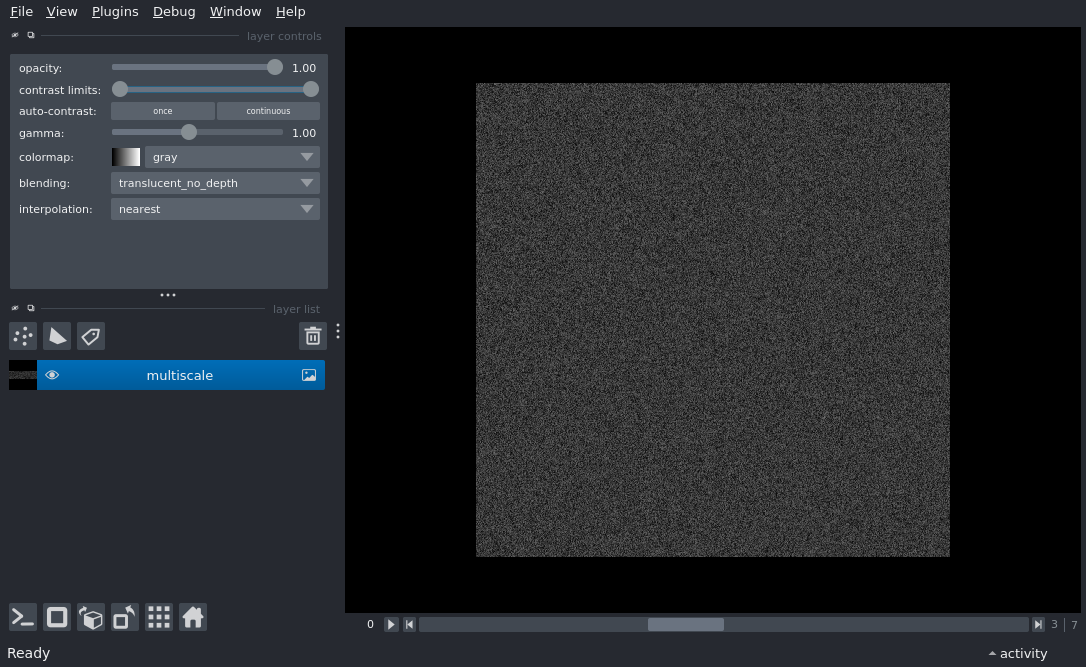 File View Plugins Debug Window Help
layer controls
opacity: 1.00
contrast limits:
auto-contrast: once continuous
gamma: 1.00
colormap: gray
blending: translucent_no_depth
interpolation: nearest
layer list
multiscale
0 3 7
Ready activity